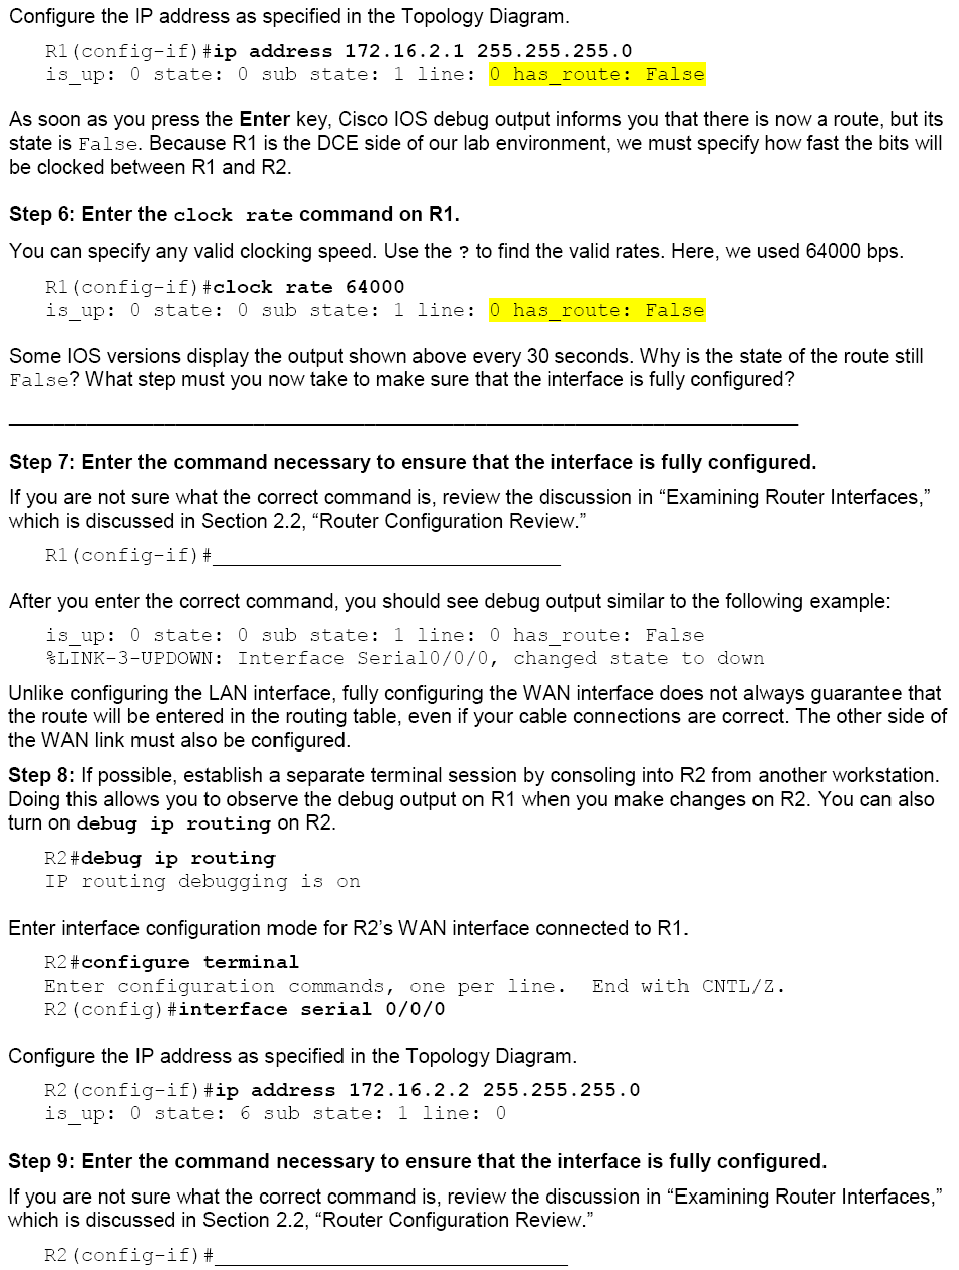 Configure the IP address as specified in the Topology Diagram.
R1(config-if)#ip address 172.16.2.1 255.255.255.0
is_up: 0 state: 0 sub state: 1 line: 0 has_route: False
As soon as you press the Enter key, Cisco IOS debug output informs you that there is now a route, but its
state is False. Because R1 is the DCE side of our lab environment, we must specify how fast the bits will
be clocked between R1 and R2.
Step 6: Enter the clock rate command on R1.
You can specify any valid clocking speed. Use the ? to find the valid rates. Here, we used 64000 bps.
R1(config-if)#clock rate 64000
is_up: 0 state: 0 sub state: 1 line: 0 has_route: False
Some IOS versions display the output shown above every 30 seconds. Why is the state of the route still
False? What step must you now take to make sure that the interface is fully configured?
Step 7: Enter the command necessary to ensure that the interface is fully configured.
If you are not sure what the correct command is, review the discussion in “Examining Router Interfaces,”
which is discussed in Section 2.2, “Router Configuration Review.”
R1(config-if)#
After you enter the correct command, you should see debug output similar to the following example:
is_up: 0 state: 0 sub state: 1 line: 0 has_route: False
%LINK-3-UPDOWN: Interface Serial0/0/0, changed state to down
Unlike configuring the LAN interface, fully configuring the WAN interface does not always guarantee that
the route will be entered in the routing table, even if your cable connections are correct. The other side of
the WAN link must also be configured.
Step 8: If possible, establish a separate terminal session by consoling into R2 from another workstation.
Doing this allows you to observe the debug output on R1 when you make changes on R2. You can also
turn on debug ip routing on R2.
R2#debug ip routing
IP routing debugging is on
Enter interface configuration mode for R2’s WAN interface connected to R1.
R2#configure terminal
Enter configuration commands, one per line.  End with CNTL/Z.
R2(config)#interface serial 0/0/0
Configure the IP address as specified in the Topology Diagram.
R2(config-if)#ip address 172.16.2.2 255.255.255.0
is_up: 0 state: 6 sub state: 1 line: 0
Step 9: Enter the command necessary to ensure that the interface is fully configured.
If you are not sure what the correct command is, review the discussion in “Examining Router Interfaces,”
which is discussed in Section 2.2, “Router Configuration Review.”
R2(config-if)#